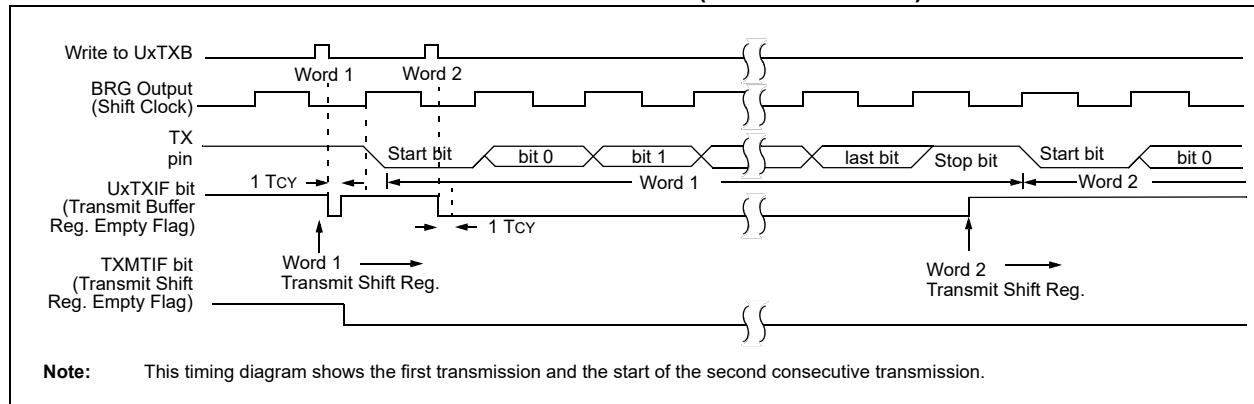 Write to UxTXB
Word 1 Word 2
BRG Output
(Shift Clock)
TX
pin
Start bit bit 0 bit 1 last bit Stop bit Start bit bit 0
1 TCY Word 1 Word 2
UxTXIF bit
(Transmit Buffer
Reg. Empty Flag)
1 TCY
TXMTIF bit
(Transmit Shift
Reg. Empty Flag)
Word 1
Transmit Shift Reg.
Word 2
Transmit Shift Reg.
Note: This timing diagram shows the first transmission and the start of the second consecutive transmission.